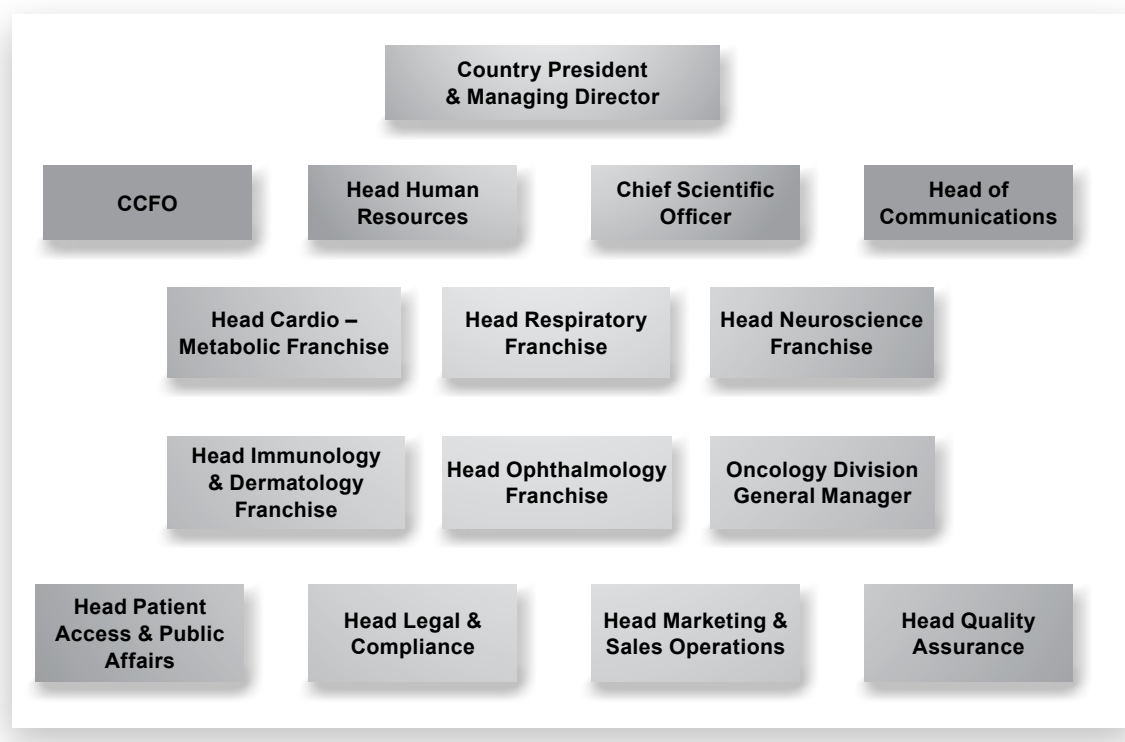 Country President
& Managing Director
CCFO
Head Human
Resources
Chief Scientific
Officer
Head of
Communications
Head Cardio –
Metabolic Franchise
Head Respiratory
Franchise
Head Neuroscience
Franchise
Head Immunology
& Dermatology
Franchise
Head Ophthalmology
Franchise
Oncology Division
General Manager
Head Patient
Access & Public
Affairs
Head Legal &
Compliance
Head Marketing &
Sales Operations
Head Quality
Assurance